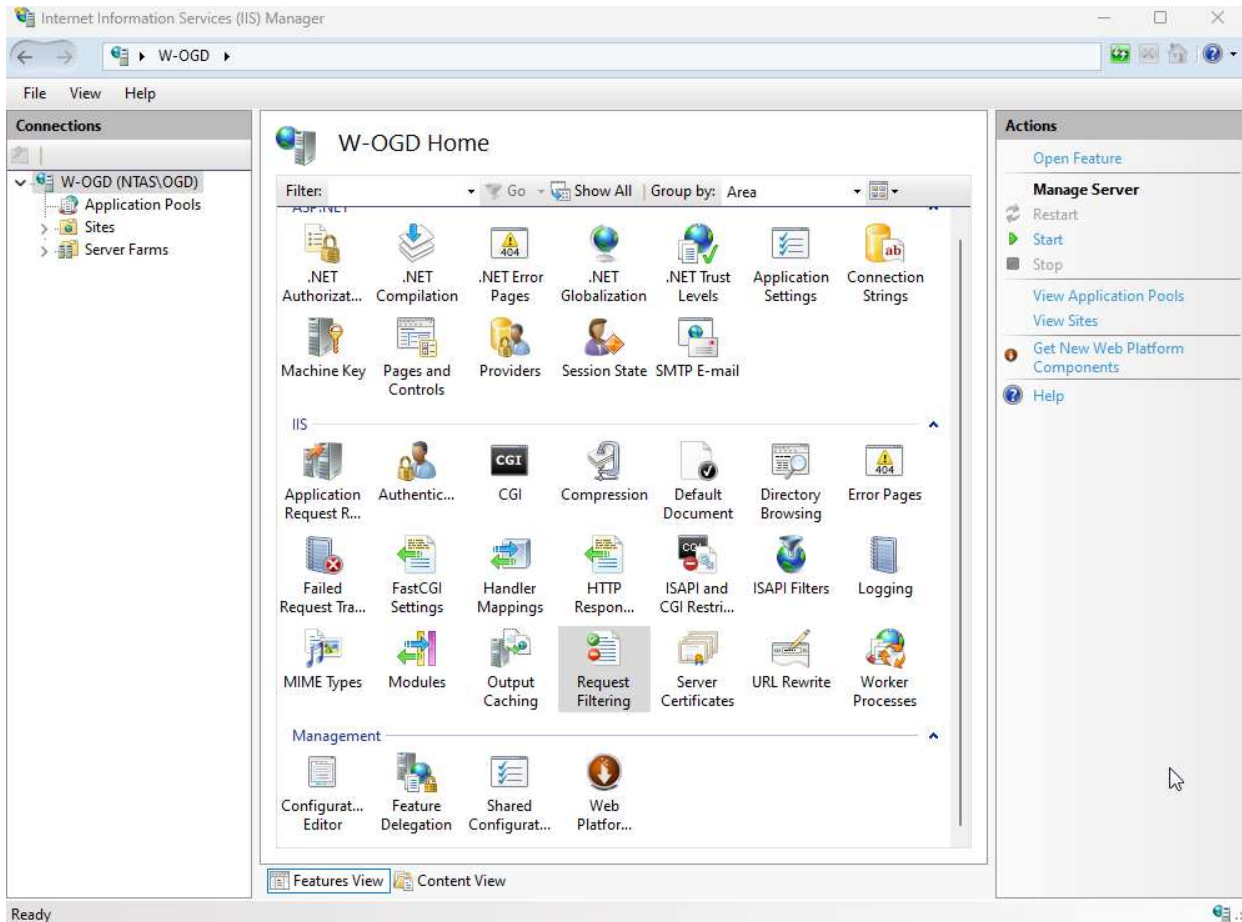 Internet Information Services (IIS) Manager
W-OGD
File View Help
Connections
W-OGD (NTAS\OGD)
Application Pools
Sites
Server Farms
W-OGD Home
Filter: Go Show All Group by: Area
ASP.NET
.NET Authorizat...
.NET Compilation
.NET Error Pages
.NET Globalization
.NET Trust Levels
Application Settings
Connection Strings
Machine Key
Pages and Controls
Providers
Session State
SMTP E-mail
IIS
Application Request R...
Authentic...
CGI
Compression
Default Document
Directory Browsing
Error Pages
Failed Request Tra...
FastCGI Settings
Handler Mappings
HTTP Respon...
ISAPI and CGI Restri...
ISAPI Filters
Logging
MIME Types
Modules
Output Caching
Request Filtering
Server Certificates
URL Rewrite
Worker Processes
Management
Configurat... Editor
Feature Delegation
Shared Configurat...
Web Platfor...
Features View Content View
Actions
Open Feature
Manage Server
Restart
Start
Stop
View Application Pools
View Sites
Get New Web Platform
Components
Help
Ready